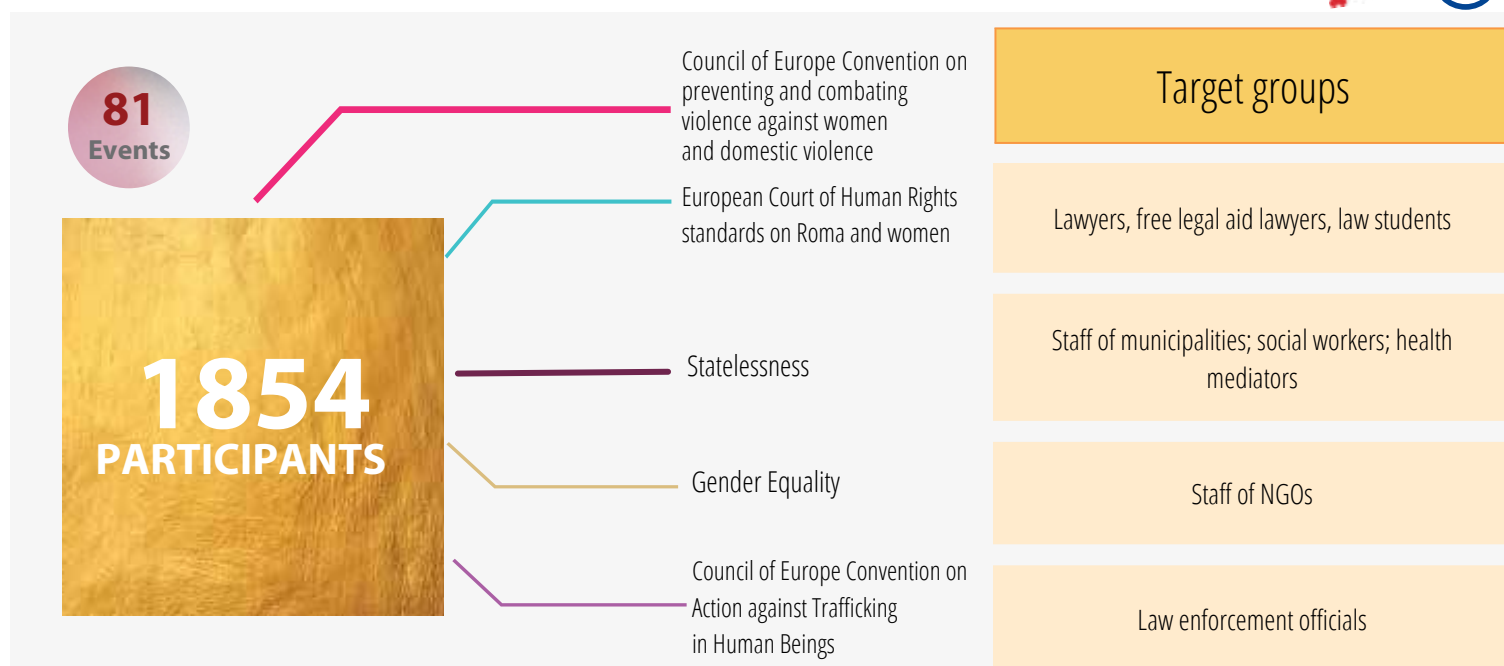 81
Events
1854
PARTICIPANTS
Council of Europe Convention on
preventing and combating
violence against women
and domestic violence
European Court of Human Rights
standards on Roma and women
Statelessness
Gender Equality
Council of Europe Convention on
Action against Trafficking
in Human Beings
Target groups
Lawyers, free legal aid lawyers, law students
Staff of municipalities; social workers; health
mediators
Staff of NGOs
Law enforcement officials